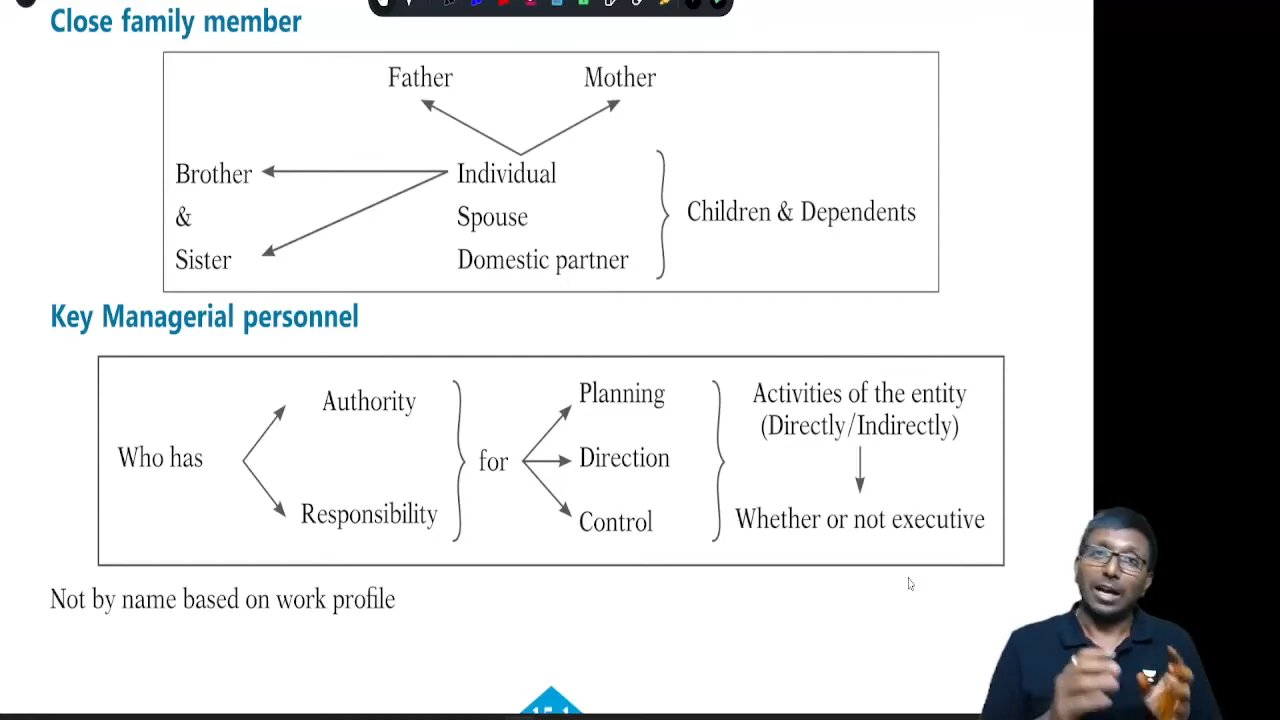 Close family member
Father Mother
Brother Individual
& Spouse Children & Dependents
Sister Domestic partner
Key Managerial personnel
Planning Activities of the entity
Authority (Directly/Indirectly)
Who has for Direction
Responsibility Control Whether or not executive
Not by name based on work profile